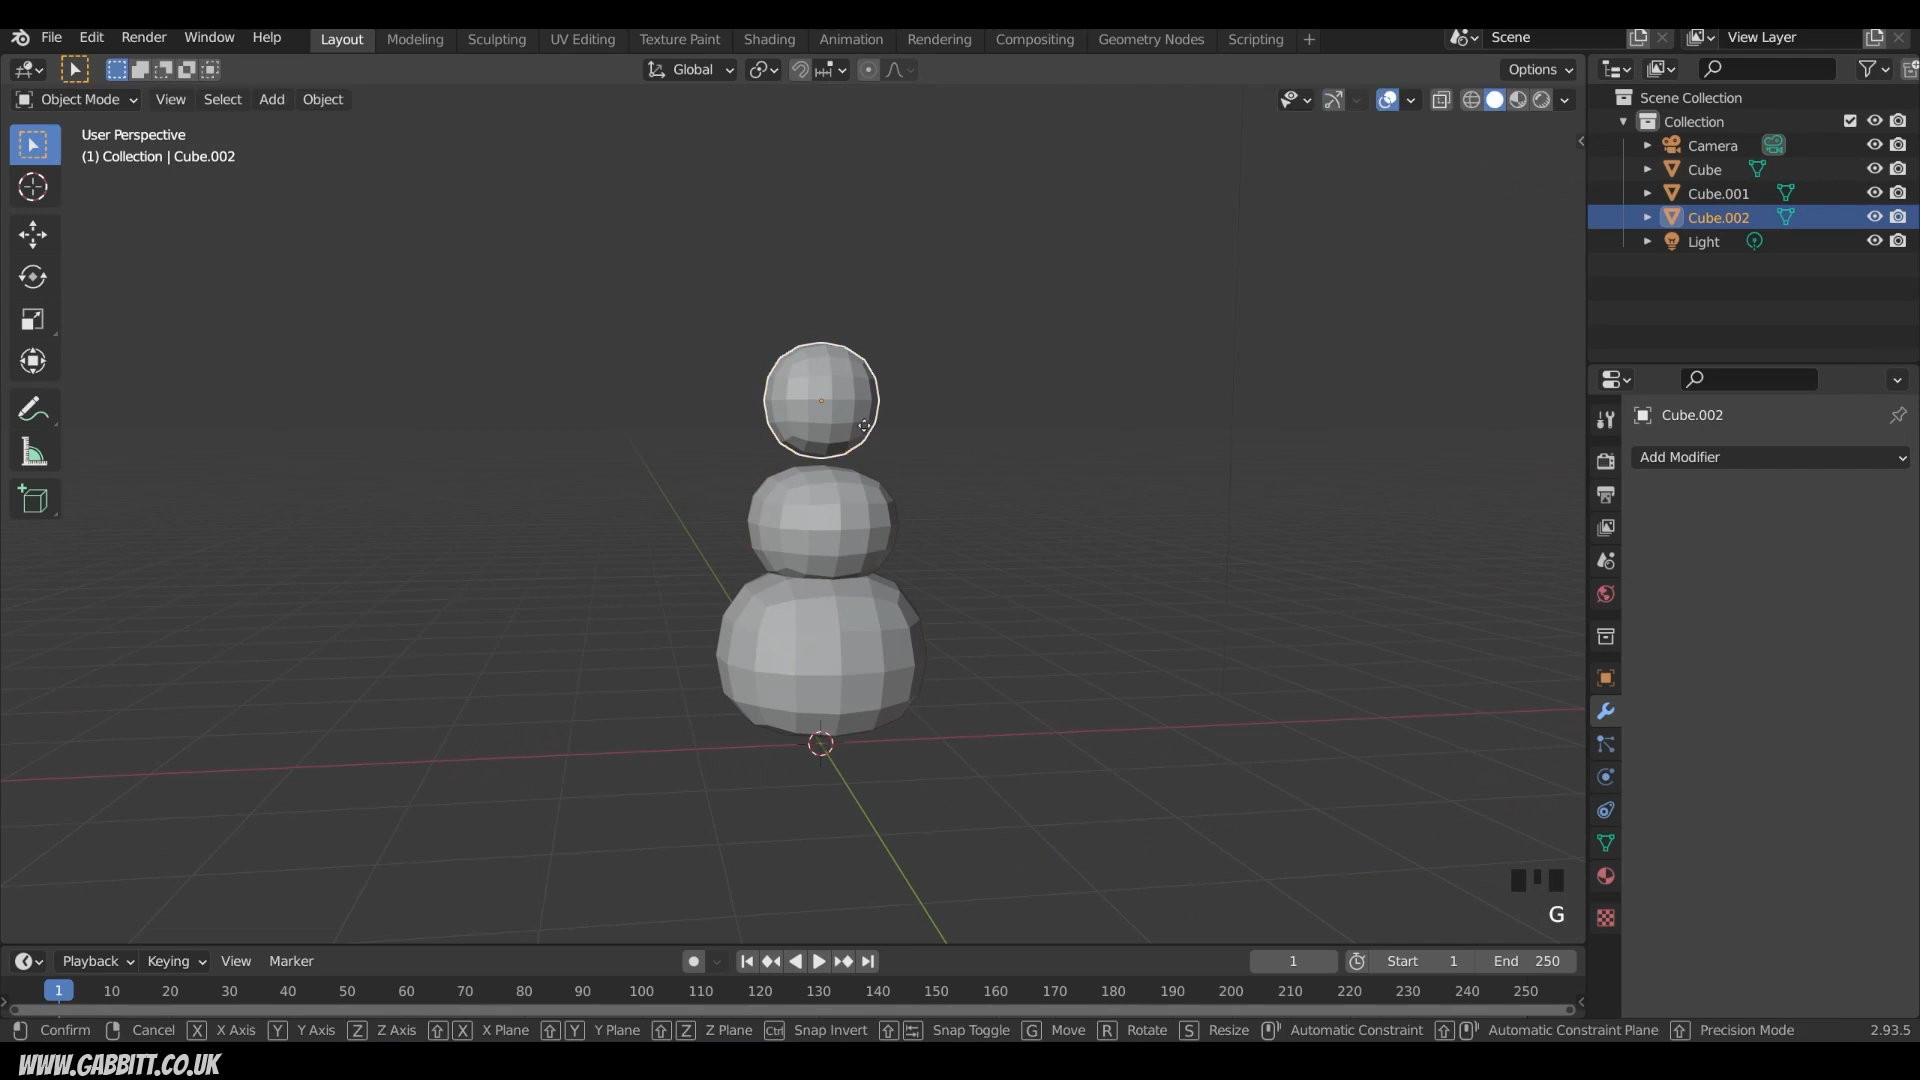 File Edit Render Window Help Layout Modeling Sculpting UV Editing Texture Paint Shading Animation Rendering Compositing Geometry Nodes Scripting + Scene View Layer
Global Options
Object Mode View Select Add Object
User Perspective
(1) Collection | Cube.002
Scene Collection
Collection
Camera
Cube
Cube.001
Cube.002
Light
Cube.002
Add Modifier
G
Playback Keying View Marker 1 Start 1 End 250
1 10 20 30 40 50 60 70 80 90 100 110 120 130 140 150 160 170 180 190 200 210 220 230 240 250
Confirm Cancel X X Axis Y Y Axis Z Z Axis X X Plane Y Y Plane Z Z Plane Ctrl Snap Invert Snap Toggle G Move R Rotate S Resize Automatic Constraint Automatic Constraint Plane Precision Mode 2.93.5
WWW.GABBITT.CO.UK